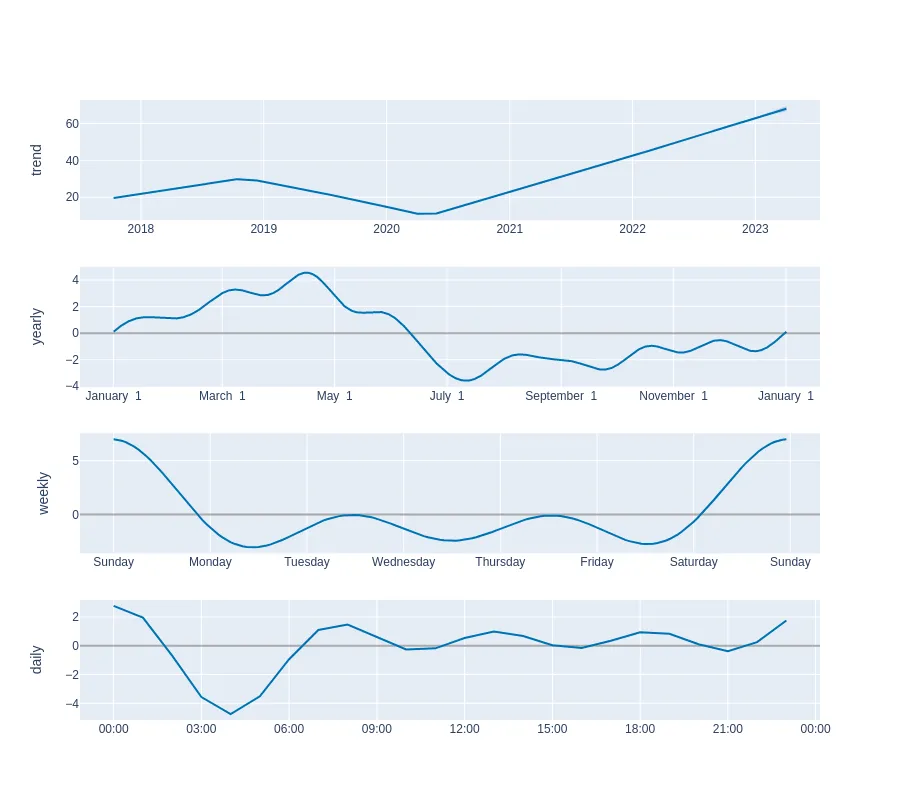 trend
60
40
20
2018 2019 2020 2021 2022 2023
yearly
4
2
0
−2
−4
January 1 March 1 May 1 July 1 September 1 November 1 January 1
weekly
5
0
Sunday Monday Tuesday Wednesday Thursday Friday Saturday Sunday
daily
2
0
−2
−4
00:00 03:00 06:00 09:00 12:00 15:00 18:00 21:00 00:00